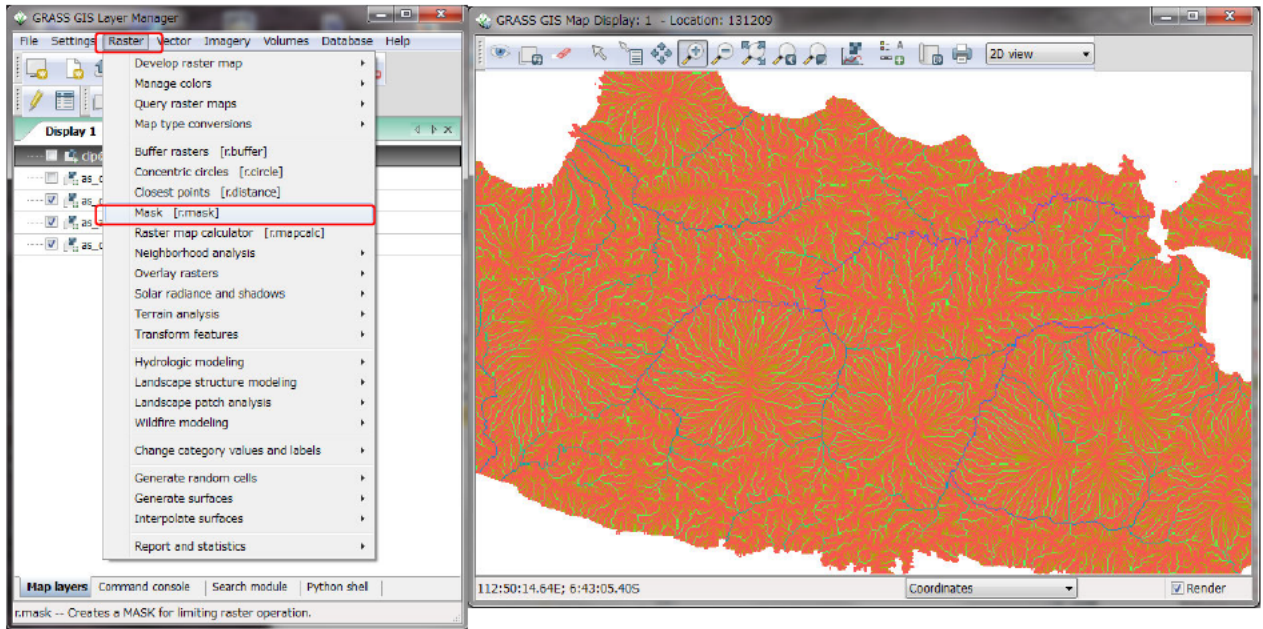 GRASS GIS Layer Manager
File Settings Raster Vector Imagery Volumes Database Help
Develop raster map
Manage colors
Query raster maps
Map type conversions
Display 1
Buffer rasters [r.buffer]
Concentric circles [r.circle]
as_
Closest points [r.distance]
as_
Mask [r.mask]
as_
Raster map calculator [r.mapcalc]
as_
Neighborhood analysis
Overlay rasters
Solar radiance and shadows
Terrain analysis
Transform features
Hydrologic modeling
Landscape structure modeling
Landscape patch analysis
Wildfire modeling
Change category values and labels
Generate random cells
Generate surfaces
Interpolate surfaces
Report and statistics
Map layers Command console Search module Python shell
r.mask -- Creates a MASK for limiting raster operation.
GRASS GIS Map Display: 1 - Location: 131209
2D view
112:50:14.64E; 6:43:05.40S Coordinates Render